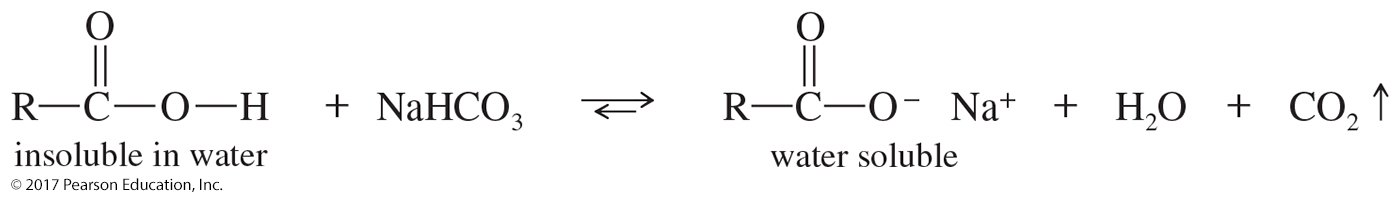 O O
R—C—O—H + NaHCO₃ ⇌ R—C—O⁻ Na⁺ + H₂O + CO₂ ↑
insoluble in water water soluble
© 2017 Pearson Education, Inc.